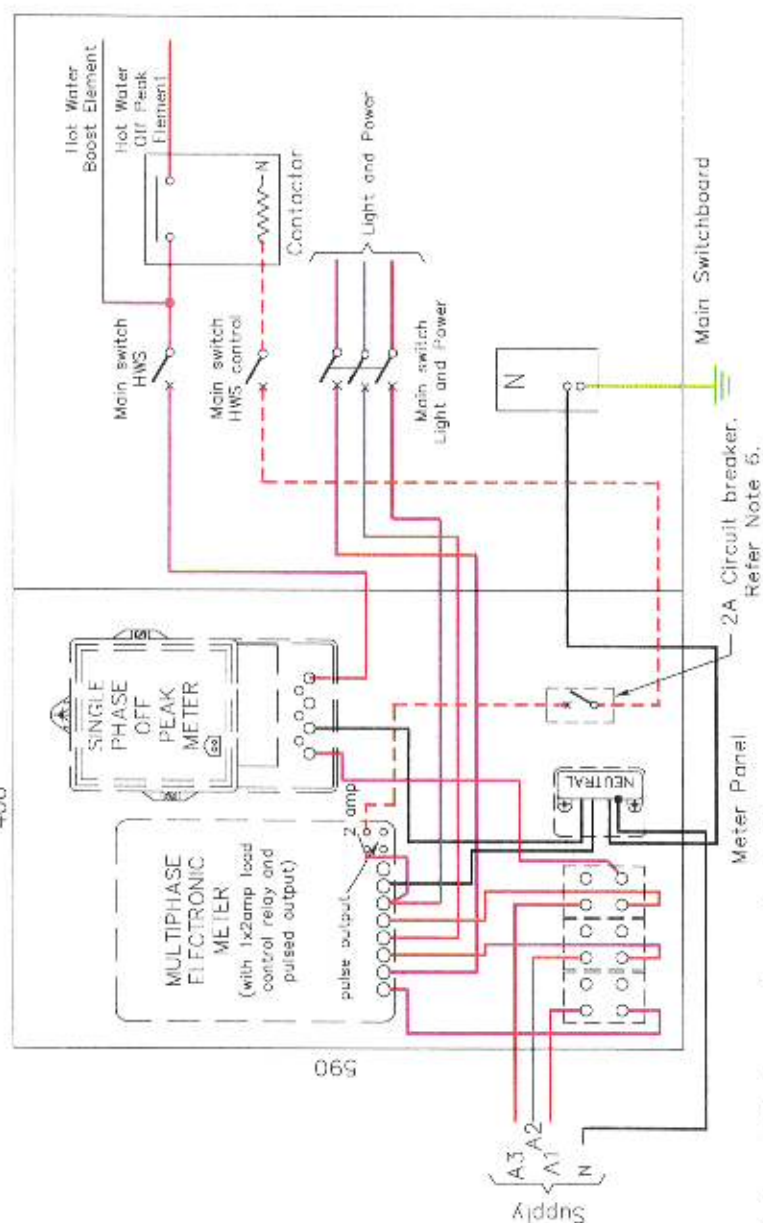 Hot Water
Boost Element
Hot Water
Off Peak
Element
N
Contactor
Light and Power
Main switch
HWS
Main switch
HWS control
Main switch
Light and Power
N
Main Switchboard
SINGLE
PHASE
OFF
PEAK
METER
MULTIPHASE
ELECTRONIC
METER
(with 1x2amp load
control relay and
pulsed output)
2 amp
pulse output
NEUTRAL
2A Circuit breaker.
Refer Note 6.
Meter Panel
590
A3
A2
A1
N
Supply